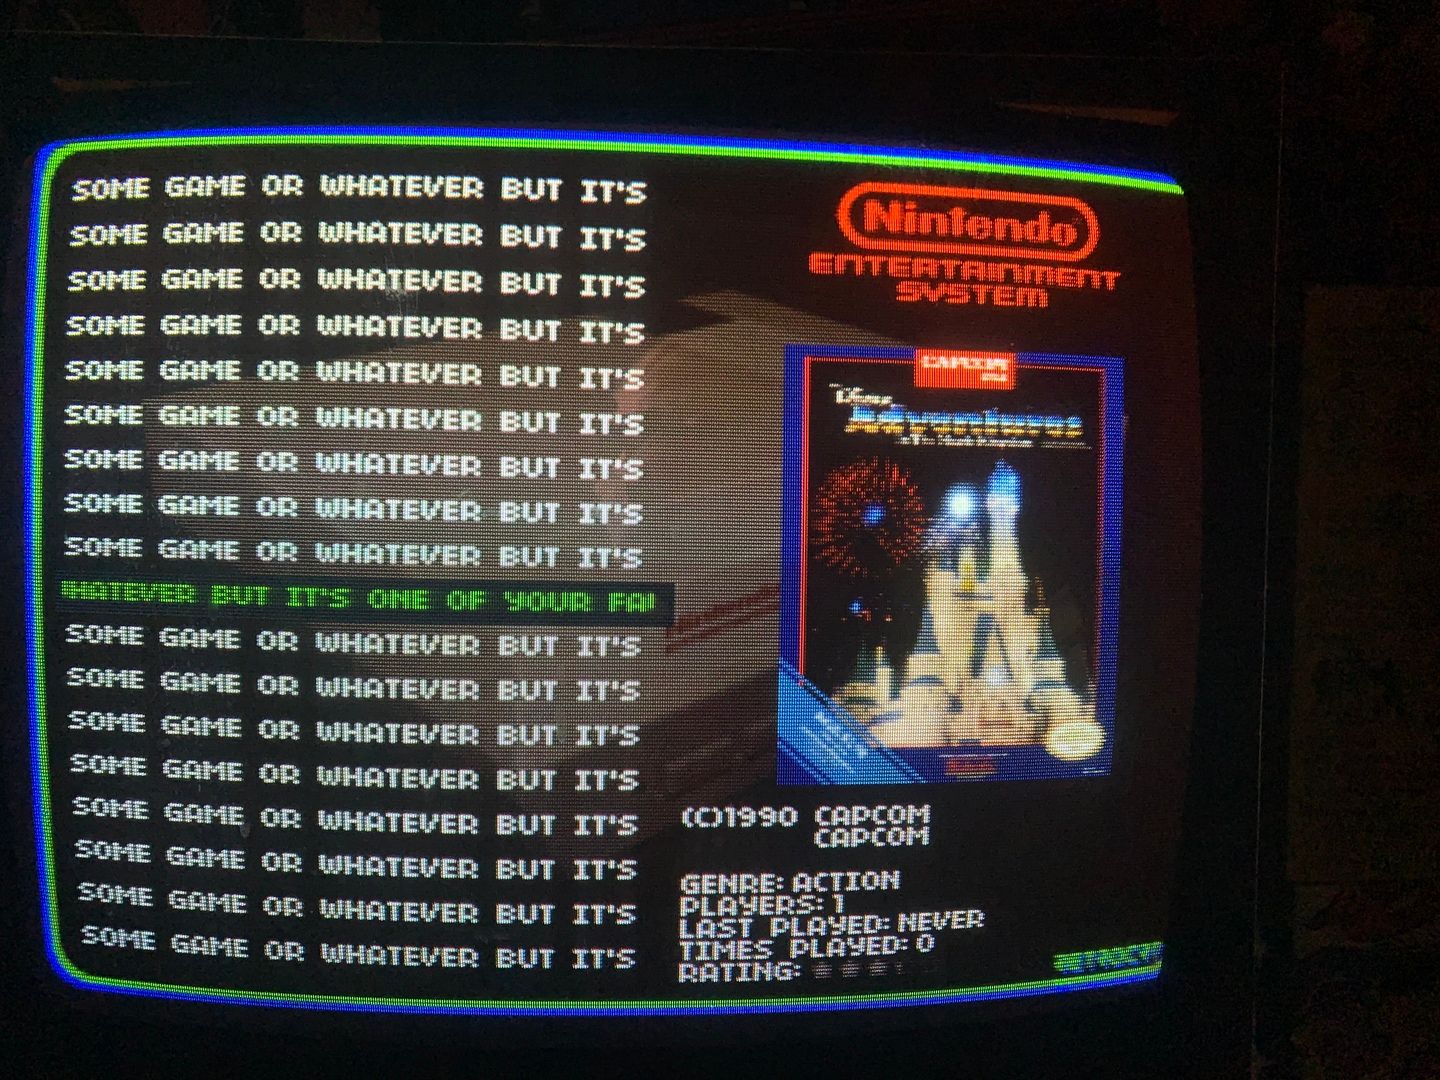 SOME GAME OR WHATEVER BUT IT'S
SOME GAME OR WHATEVER BUT IT'S
SOME GAME OR WHATEVER BUT IT'S
SOME GAME OR WHATEVER BUT IT'S
SOME GAME OR WHATEVER BUT IT'S
SOME GAME OR WHATEVER BUT IT'S
SOME GAME OR WHATEVER BUT IT'S
SOME GAME OR WHATEVER BUT IT'S
SOME GAME OR WHATEVER BUT IT'S
HATEVER BUT IT'S ONE OF YOUR FA
SOME GAME OR WHATEVER BUT IT'S
SOME GAME OR WHATEVER BUT IT'S
SOME GAME OR WHATEVER BUT IT'S
SOME GAME OR WHATEVER BUT IT'S
SOME GAME OR WHATEVER BUT IT'S
SOME GAME OR WHATEVER BUT IT'S
SOME GAME OR WHATEVER BUT IT'S
SOME GAME OR WHATEVER BUT IT'S
Nintendo
ENTERTAINMENT
SYSTEM
CAPCOM
Disney
Adventures
(C)1990 CAPCOM
CAPCOM
GENRE: ACTION
PLAYERS: 1
LAST PLAYED: NEVER
TIMES PLAYED: 0
RATING: